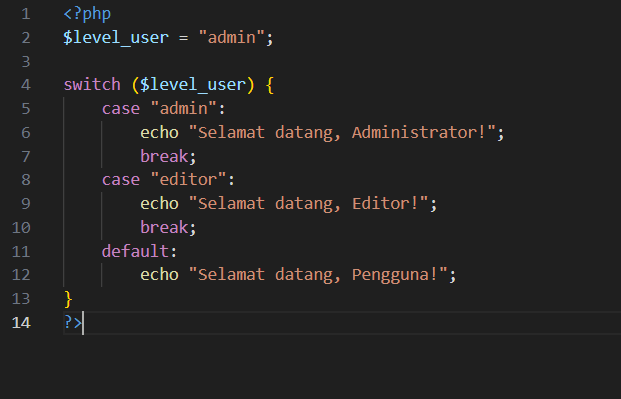 1 <?php
2 $level_user = "admin";
3
4 switch ($level_user) {
5     case "admin":
6         echo "Selamat datang, Administrator!";
7         break;
8     case "editor":
9         echo "Selamat datang, Editor!";
10         break;
11     default:
12         echo "Selamat datang, Pengguna!";
13 }
14 ?>